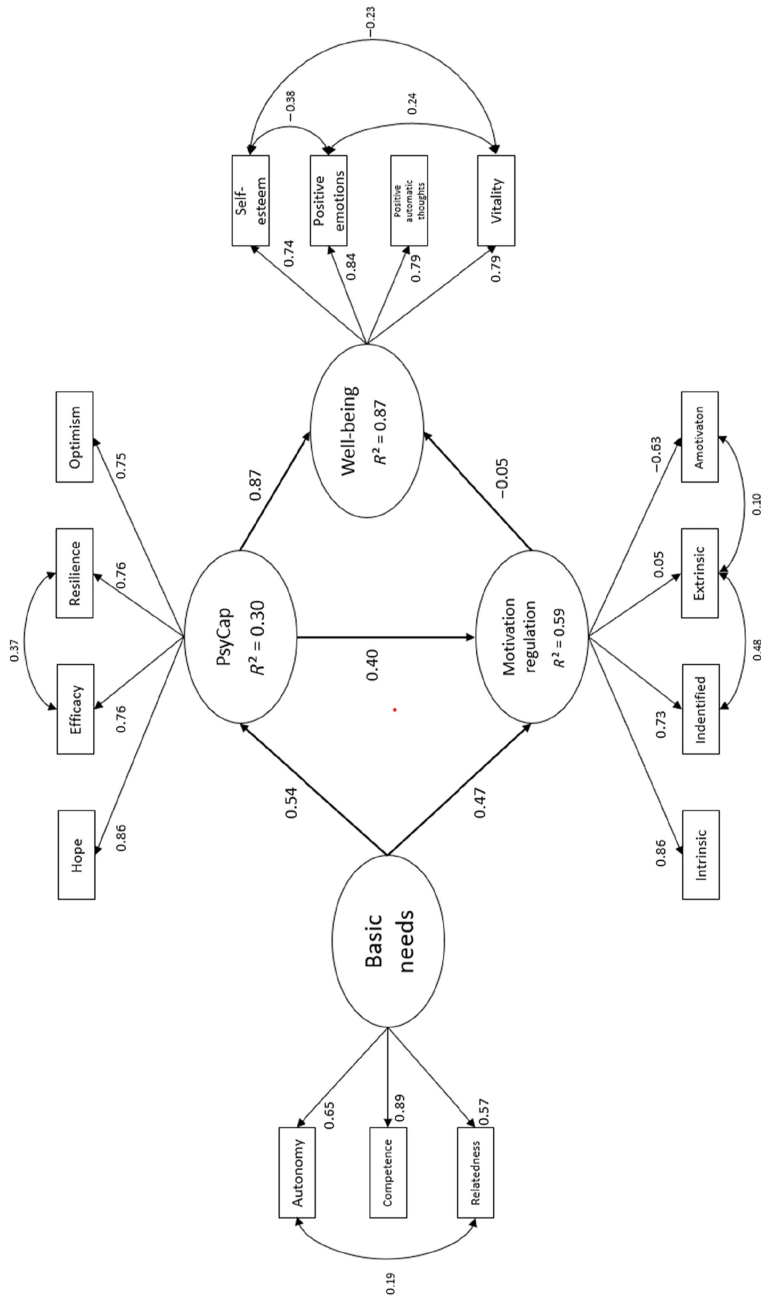 0.37
Hope
Efficacy
Resilience
Optimism
0.86
0.76
0.76
0.75
PsyCap
R² = 0.30
0.87
0.54
Self-
esteem
0.74
−0.38
−0.23
Autonomy
0.65
Positive
emotions
0.84
Well-being
R² = 0.87
0.40
Basic
needs
0.19
Competence
0.89
Positive
automatic
thoughts
0.79
0.24
Relatedness
0.57
0.47
−0.05
Vitality
0.79
Motivation
regulation
R² = 0.59
0.86
0.73
0.05
−0.63
Intrinsic
Indentified
Extrinsic
Amotivaton
0.48
0.10